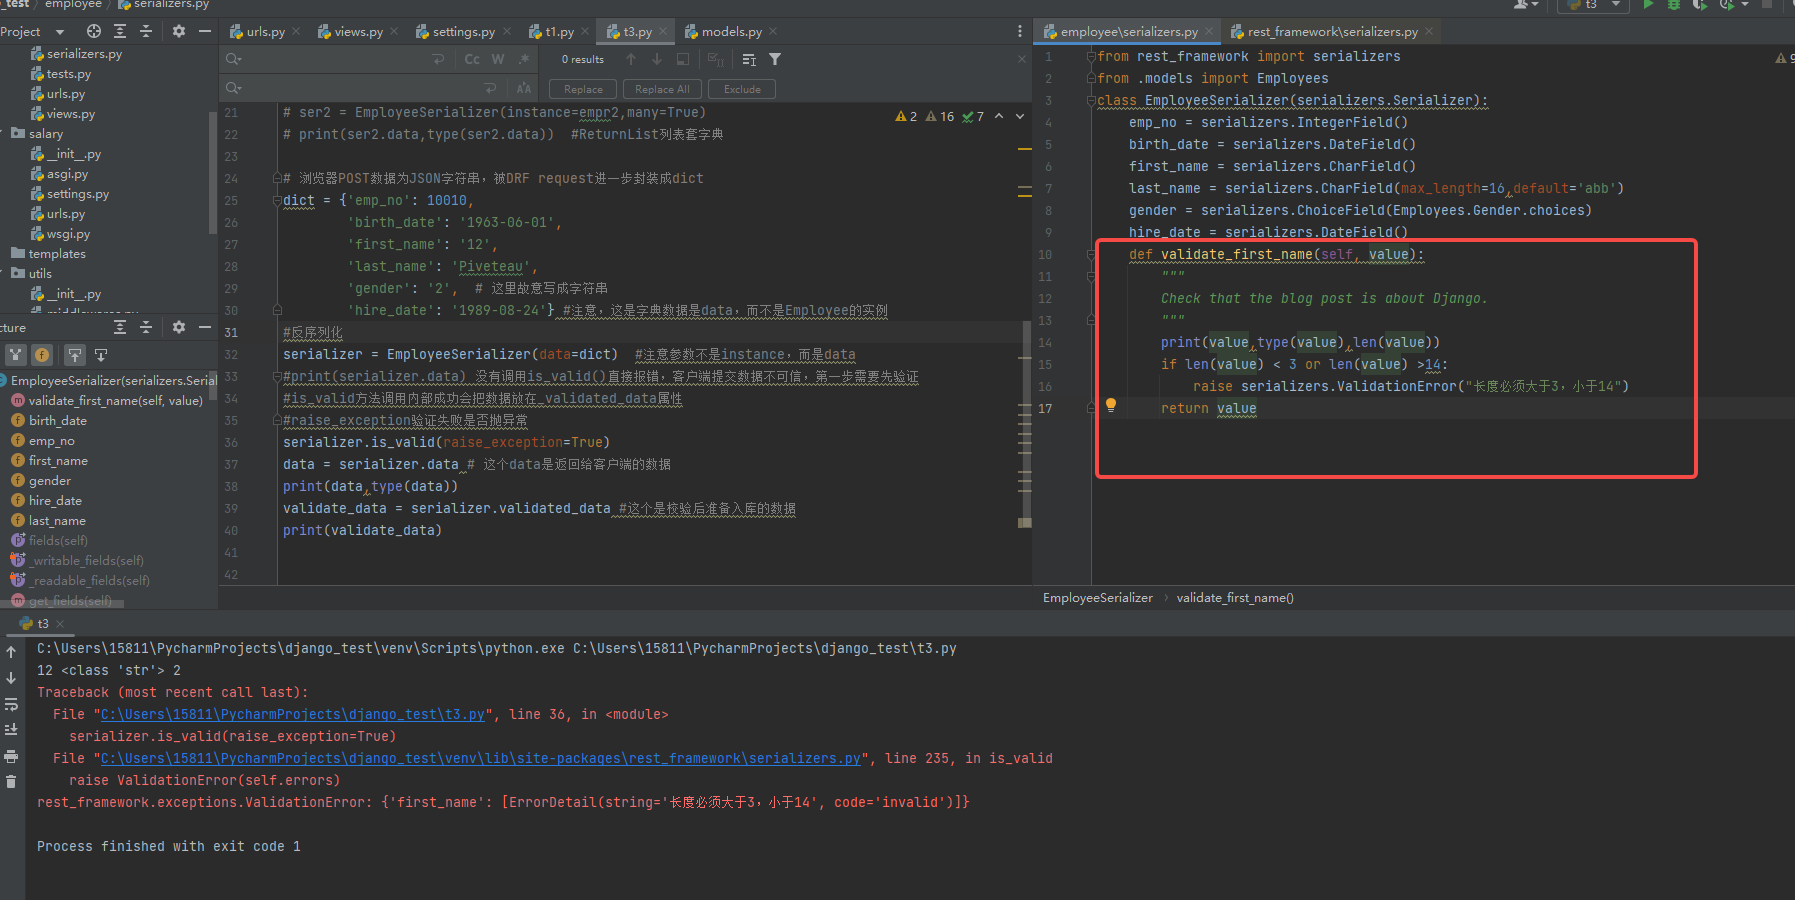 _test employee serializers.py
t3
Project
urls.py views.py settings.py t1.py t3.py models.py
employee\serializers.py rest_framework\serializers.py
serializers.py
tests.py
urls.py
views.py
salary
__init__.py
asgi.py
settings.py
urls.py
wsgi.py
templates
utils
__init__.py
cture
EmployeeSerializer(serializers.Serial
validate_first_name(self, value)
birth_date
emp_no
first_name
gender
hire_date
last_name
fields(self)
_writable_fields(self)
_readable_fields(self)
get_fields(self)
Cc W .* 0 results
Replace Replace All Exclude
2 16 7
21 # ser2 = EmployeeSerializer(instance=empr2,many=True)
22 # print(ser2.data,type(ser2.data))  #ReturnList列表套字典
23
24 # 浏览器POST数据为JSON字符串，被DRF request进一步封装成dict
25 dict = {'emp_no': 10010,
26 'birth_date': '1963-06-01',
27 'first_name': '12',
28 'last_name': 'Piveteau',
29 'gender': '2',  # 这里故意写成字符串
30 'hire_date': '1989-08-24'} #注意，这是字典数据是data，而不是Employee的实例
31 #反序列化
32 serializer = EmployeeSerializer(data=dict)  #注意参数不是instance，而是data
33 #print(serializer.data) 没有调用is_valid()直接报错，客户端提交数据不可信，第一步需要先验证
34 #is_valid方法调用内部成功会把数据放在_validated_data属性
35 #raise_exception验证失败是否抛异常
36 serializer.is_valid(raise_exception=True)
37 data = serializer.data # 这个data是返回给客户端的数据
38 print(data,type(data))
39 validate_data = serializer.validated_data #这个是校验后准备入库的数据
40 print(validate_data)
41
42
1 from rest_framework import serializers
2 from .models import Employees
3 class EmployeeSerializer(serializers.Serializer):
4 emp_no = serializers.IntegerField()
5 birth_date = serializers.DateField()
6 first_name = serializers.CharField()
7 last_name = serializers.CharField(max_length=16,default='abb')
8 gender = serializers.ChoiceField(Employees.Gender.choices)
9 hire_date = serializers.DateField()
10 def validate_first_name(self, value):
11 """
12 Check that the blog post is about Django.
13 """
14 print(value,type(value),len(value))
15 if len(value) < 3 or len(value) >14:
16 raise serializers.ValidationError("长度必须大于3，小于14")
17 return value
EmployeeSerializer validate_first_name()
t3
C:\Users\15811\PycharmProjects\django_test\venv\Scripts\python.exe C:\Users\15811\PycharmProjects\django_test\t3.py
12 <class 'str'> 2
Traceback (most recent call last):
File "C:\Users\15811\PycharmProjects\django_test\t3.py", line 36, in <module>
serializer.is_valid(raise_exception=True)
File "C:\Users\15811\PycharmProjects\django_test\venv\lib\site-packages\rest_framework\serializers.py", line 235, in is_valid
raise ValidationError(self.errors)
rest_framework.exceptions.ValidationError: {'first_name': [ErrorDetail(string='长度必须大于3，小于14', code='invalid')]}
Process finished with exit code 1